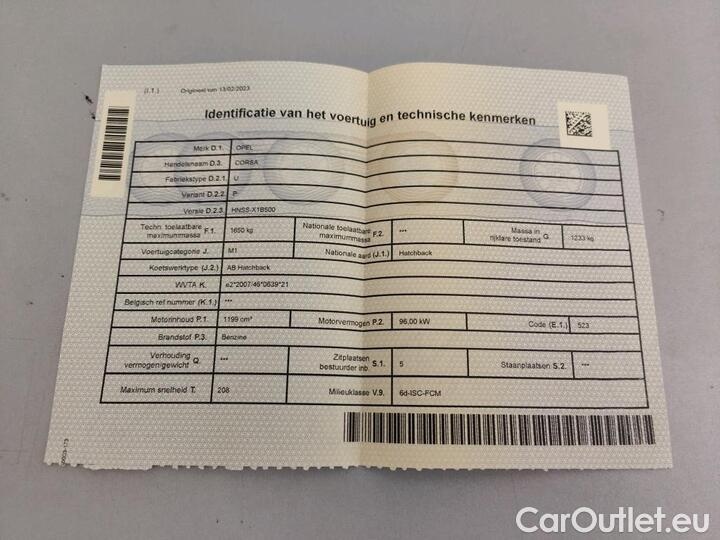 (I.1.) Origineel van 13/02/2023
Identificatie van het voertuig en technische kenmerken
Merk D.1. OPEL
Handelsnaam D.3. CORSA
Fabriekstype D.2.1. U
Variant D.2.2. P
Versie D.2.3. HNSS-X1B500
Techn. toelaatbare maximummassa F.1. 1650 kg Nationale toelaatbare maximummassa F.2. *** Massa in rijklare toestand G. 1233 kg
Voertuigcategorie J. M1 Nationale aard (J.1.) Hatchback
Koetswerktype (J.2.) AB Hatchback
WVTA K. e2*2007/46*0639*21
Belgisch ref nummer (K.1.) ***
Motorinhoud P.1. 1199 cm³ Motorvermogen P.2. 96,00 kW Code (E.1.) 523
Brandstof P.3. Benzine
Verhouding vermogen/gewicht Q. *** Zitplaatsen bestuurder inb. S.1. 5 Staanplaatsen S.2. ***
Maximum snelheid T. 208 Milieuklasse V.9. 6d-ISC-FCM
CarOutlet.eu